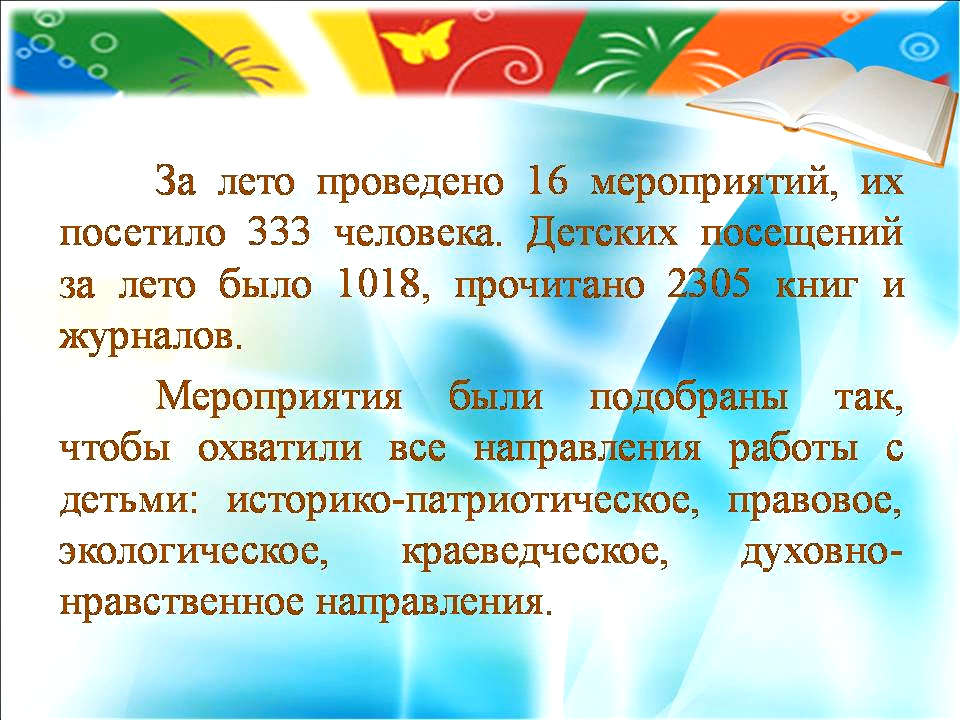 За лето проведено 16 мероприятий, их
посетило 333 человека. Детских посещений
за лето было 1018, прочитано 2305 книг и
журналов.
Мероприятия были подобраны так,
чтобы охватили все направления работы с
детьми: историко-патриотическое, правовое,
экологическое, краеведческое, духовно-
нравственное направления.